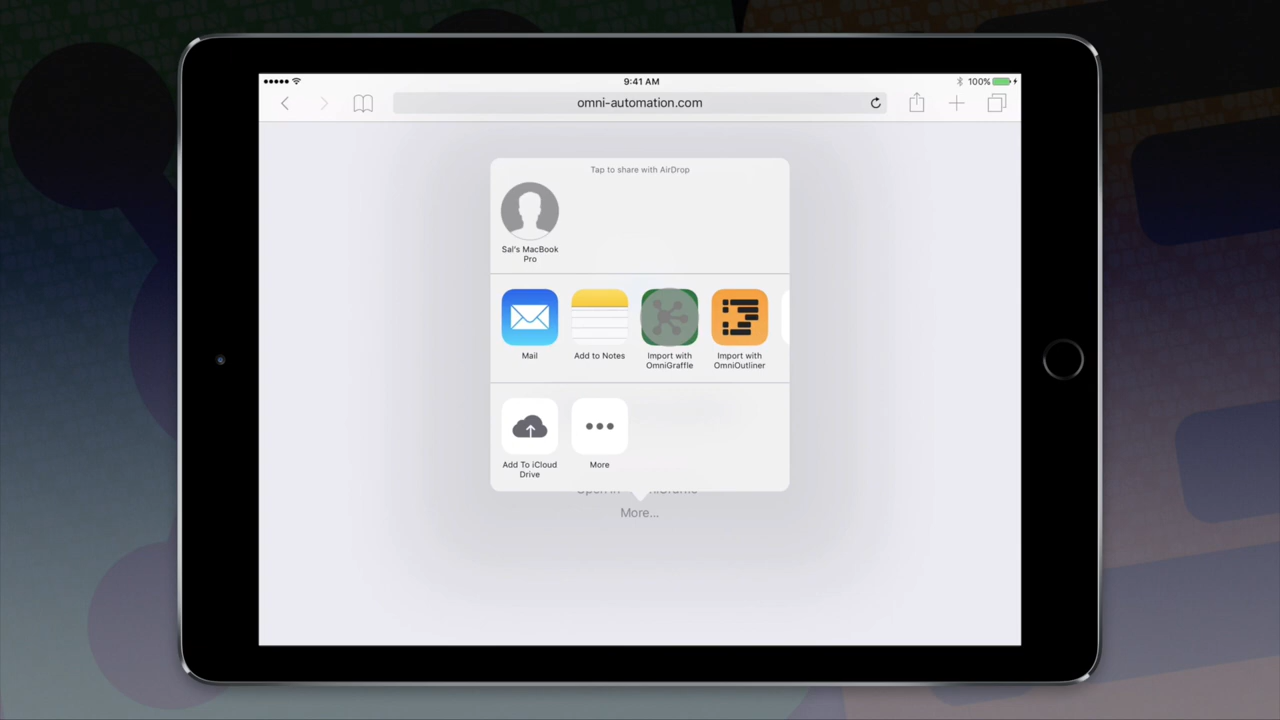 9:41 AM
100%
omni-automation.com
Tap to share with AirDrop
Sal's MacBook
Pro
Mail
Add to Notes
Import with
OmniGraffle
Import with
OmniOutliner
Add To iCloud
Drive
More
More...